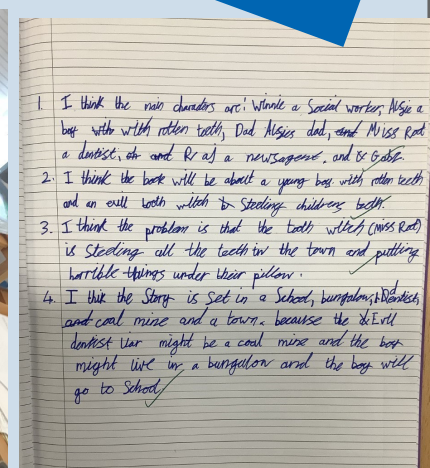 1. I think the main characters are: Winnie a Social worker, Alsfie a
boy with with rotten teeth, Dad Alsfies dad, and Miss Root
a dentist, and Raj a newsagent, and Gabz.
2. I think the book will be about a young boy with rotten teeth
and an evil tooth witch Steeling childrens teeth.
3. I think the problem is that the toth witch (miss Root)
is Steeling all the teeth in the town and putting
horrible things under their pillow.
4. I thik the Story is Set in a School, bungalow, Dentist,
and coal mine and a town. because the Evil
dentist liar might be a coal mine and the boy
might live in a bungalow and the boy will
go to School